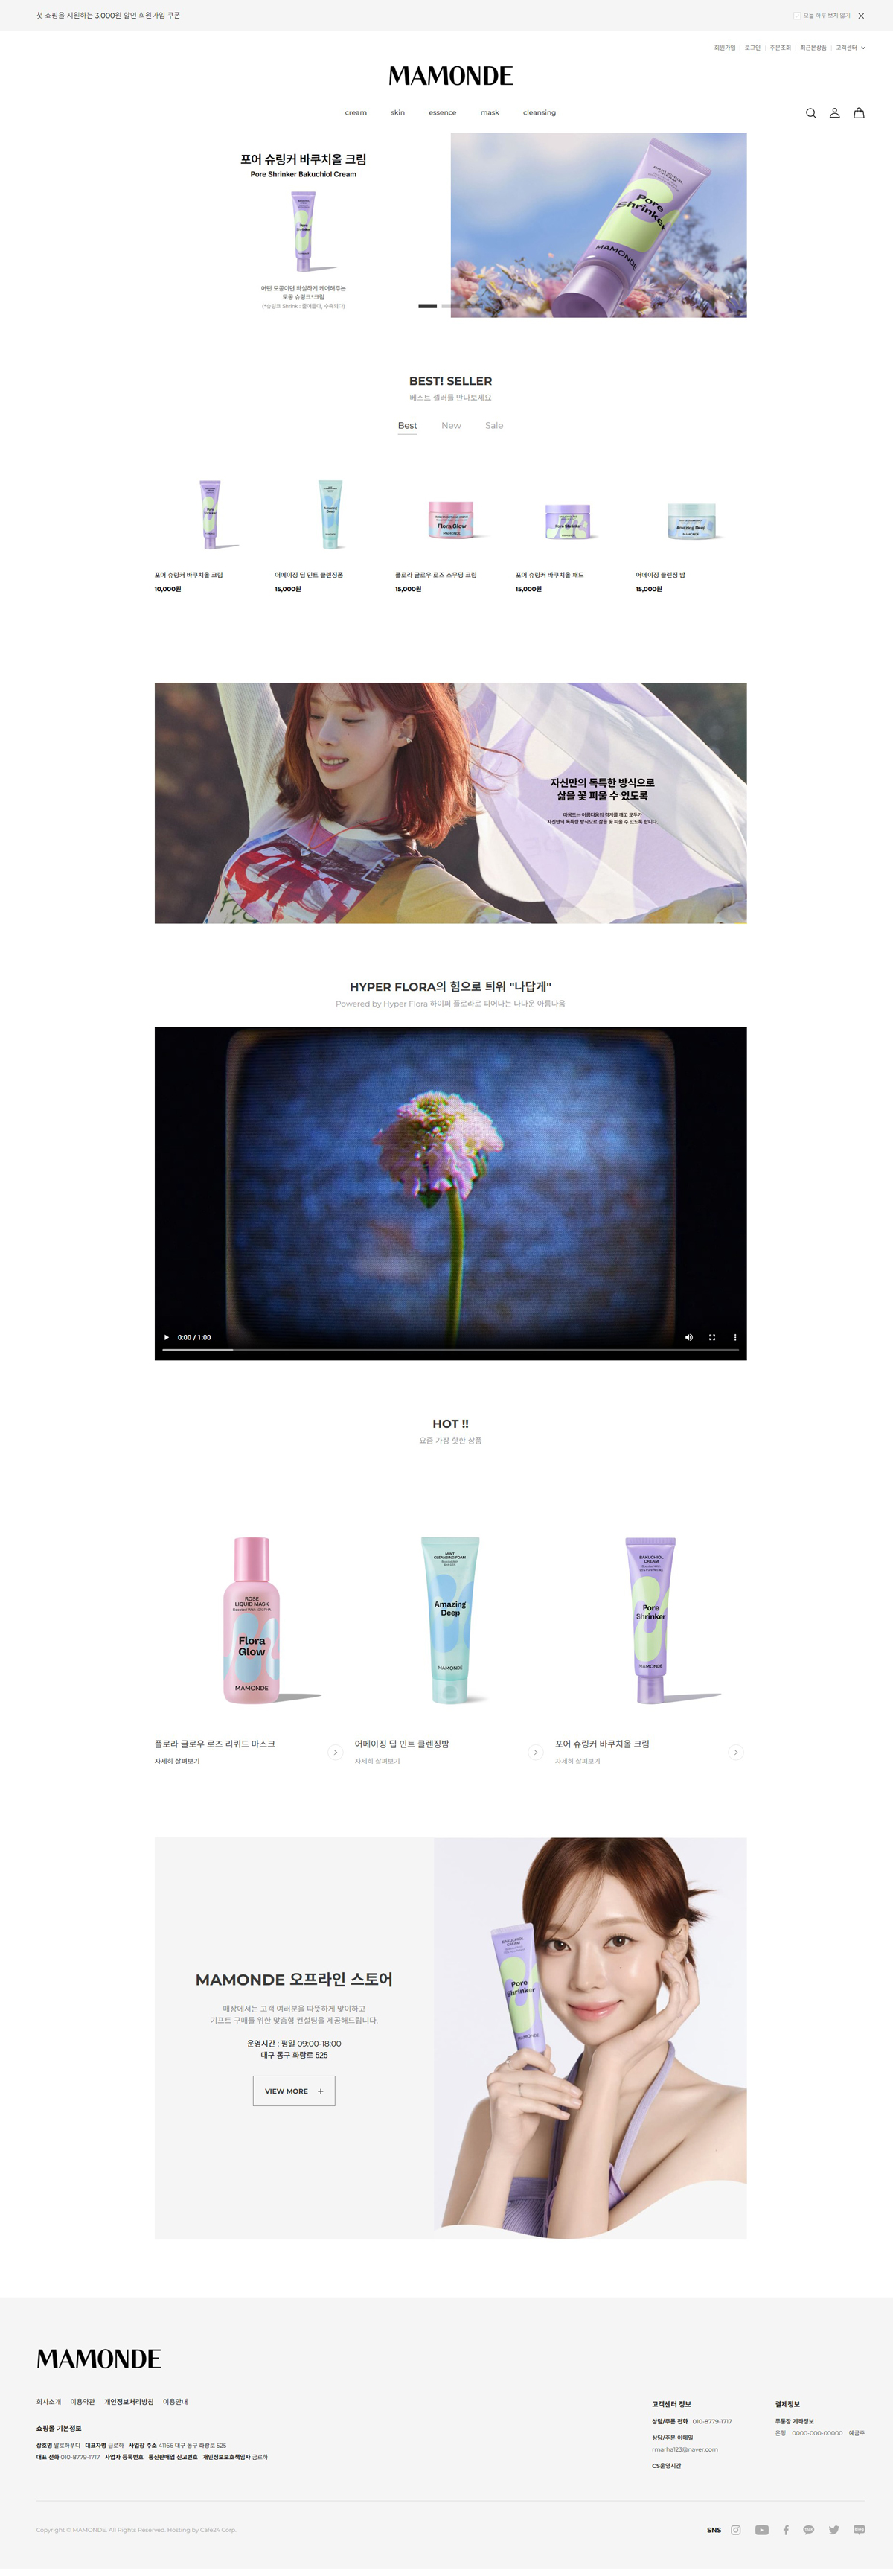 첫 쇼핑을 지원하는 3,000원 할인 회원가입 쿠폰
오늘 하루 보지 않기
회원가입 로그인 주문조회 최근본상품 고객센터
MAMONDE
cream skin essence mask cleansing
포어 슈링커 바쿠치올 크림
Pore Shrinker Bakuchiol Cream
어떤 모공이던 확실하게 케어해주는
모공 슈링크*크림
(*슈링크 Shrink : 줄어들다, 수축되다)
Pore
Shrinker
MAMONDE
BEST! SELLER
베스트 셀러를 만나보세요
Best New Sale
포어 슈링커 바쿠치올 크림
10,000원
어메이징 딥 민트 클렌징폼
15,000원
플로라 글로우 로즈 스무딩 크림
15,000원
포어 슈링커 바쿠치올 패드
15,000원
어메이징 클렌징 밤
15,000원
자신만의 독특한 방식으로
삶을 꽃 피울 수 있도록
마몽드는 아름다움의 경계를 깨고 모두가
자신만의 독특한 방식으로 삶을 꽃 피울 수 있도록 합니다.
HYPER FLORA의 힘으로 틔워 "나답게"
Powered by Hyper Flora 하이퍼 플로라로 피어나는 나다운 아름다움
0:00 / 1:00
HOT !!
요즘 가장 핫한 상품
ROSE
LIQUID MASK
Flora
Glow
MAMONDE
MINT
CLEANSING FOAM
Amazing
Deep
MAMONDE
BAKUCHIOL
CREAM
Pore
Shrinker
MAMONDE
플로라 글로우 로즈 리퀴드 마스크
자세히 살펴보기
어메이징 딥 민트 클렌징밤
자세히 살펴보기
포어 슈링커 바쿠치올 크림
자세히 살펴보기
MAMONDE 오프라인 스토어
매장에서는 고객 여러분을 따뜻하게 맞이하고
기프트 구매를 위한 맞춤형 컨설팅을 제공해드립니다.
운영시간 : 평일 09:00-18:00
대구 동구 화랑로 525
VIEW MORE +
BAKUCHIOL
CREAM
Pore
Shrinker
MAMONDE
회사소개 이용약관 개인정보처리방침 이용안내
쇼핑몰 기본정보
상호명 알로하푸디 대표자명 금로하 사업장 주소 41166 대구 동구 화랑로 525
대표 전화 010-8779-1717 사업자 등록번호 통신판매업 신고번호 개인정보보호책임자 금로하
고객센터 정보
상담/주문 전화 010-8779-1717
상담/주문 이메일
rmarha123@naver.com
CS운영시간
결제정보
무통장 계좌정보
은행 0000-000-00000 예금주
Copyright © MAMONDE. All Rights Reserved. Hosting by Cafe24 Corp.
SNS